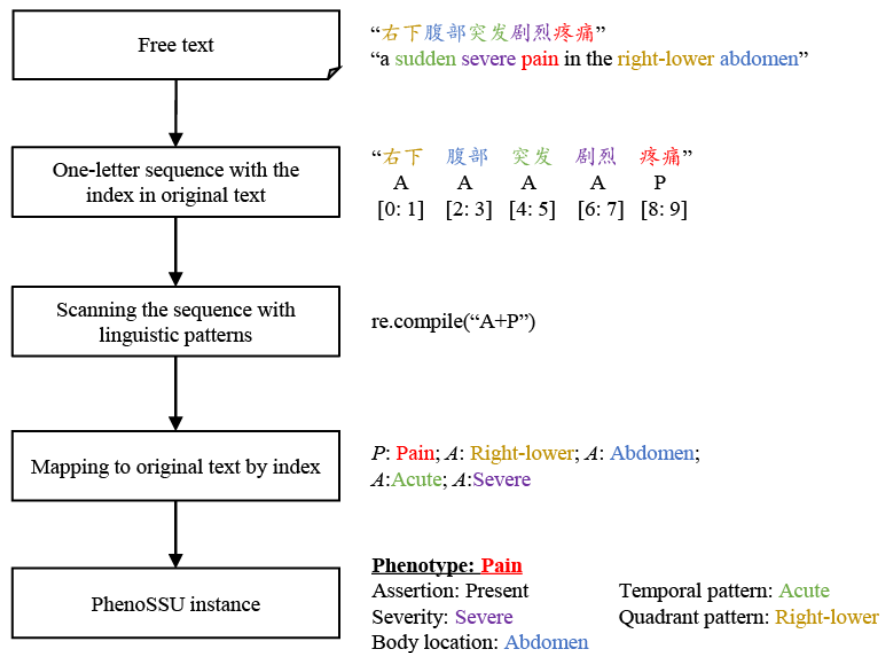 Free text
“右下腹部突发剧烈疼痛”
“a sudden severe pain in the right-lower abdomen”
One-letter sequence with the
index in original text
“右下 腹部 突发 剧烈 疼痛”
A A A A P
[0: 1] [2: 3] [4: 5] [6: 7] [8: 9]
Scanning the sequence with
linguistic patterns
re.compile(“A+P”)
Mapping to original text by index
P: Pain; A: Right-lower; A: Abdomen;
A:Acute; A:Severe
PhenoSSU instance
Phenotype: Pain
Assertion: Present Temporal pattern: Acute
Severity: Severe Quadrant pattern: Right-lower
Body location: Abdomen